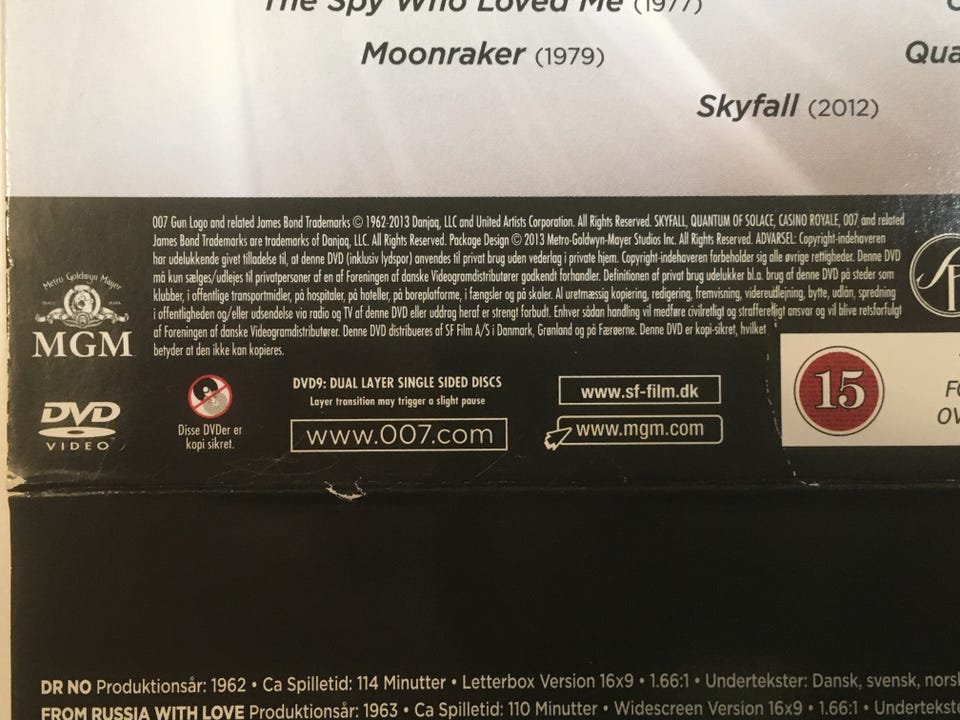 The Spy Who Loved Me (1977)
Moonraker (1979)
Skyfall (2012)
007 Gun Logo and related James Bond Trademarks © 1962-2013 Danjaq, LLC and United Artists Corporation. All Rights Reserved. SKYFALL, QUANTUM OF SOLACE, CASINO ROYALE, 007 and related
James Bond Trademarks are trademarks of Danjaq, LLC. All Rights Reserved. Package Design © 2013 Metro-Goldwyn-Mayer Studios Inc. All Rights Reserved. ADVARSEL: Copyright-indehaveren
har udelukkende givet tilladelse til, at denne DVD (inklusiv lydspor) anvendes til privat brug uden vederlag i private hjem. Copyright-indehaveren forbeholder sig alle øvrige rettigheder. Denne DVD
må kun sælges/udlejes til privatpersoner af en af Foreningen af danske Videogramdistributører godkendt forhandler. Definitionen af privat brug udelukker bl.a. brug af denne DVD på steder som
klubber, i offentlige transportmidler, på hospitaler, på hoteller, på boreplatforme, i fængsler og på skoler. Al uretmæssig kopiering, redigering, fremvisning, videreudlejning, bytte, udlån, spredning
i offentligheden og/eller udsendelse via radio og TV af denne DVD eller uddrag heraf er strengt forbudt. Enhver sådan handling vil medføre civilretligt og strafferetligt ansvar og vil blive retsforfulgt
af Foreningen af danske Videogramdistributører. Denne DVD distribueres af SF Film A/S i Danmark, Grønland og på Færøerne. Denne DVD er kopi-sikret, hvilket
betyder at den ikke kan kopieres.
Metro Goldwyn Mayer
MGM
DVD
VIDEO
Disse DVDer er
kopi sikret.
DVD9: DUAL LAYER SINGLE SIDED DISCS
Layer transition may trigger a slight pause
www.007.com
www.sf-film.dk
www.mgm.com
15
DR NO Produktionsår: 1962 • Ca Spilletid: 114 Minutter • Letterbox Version 16x9 • 1.66:1 • Undertekster: Dansk, svensk,
FROM RUSSIA WITH LOVE Produktionsår: 1963 • Ca Spilletid: 110 Minutter • Widescreen Version 16x9 • 1.66:1 •